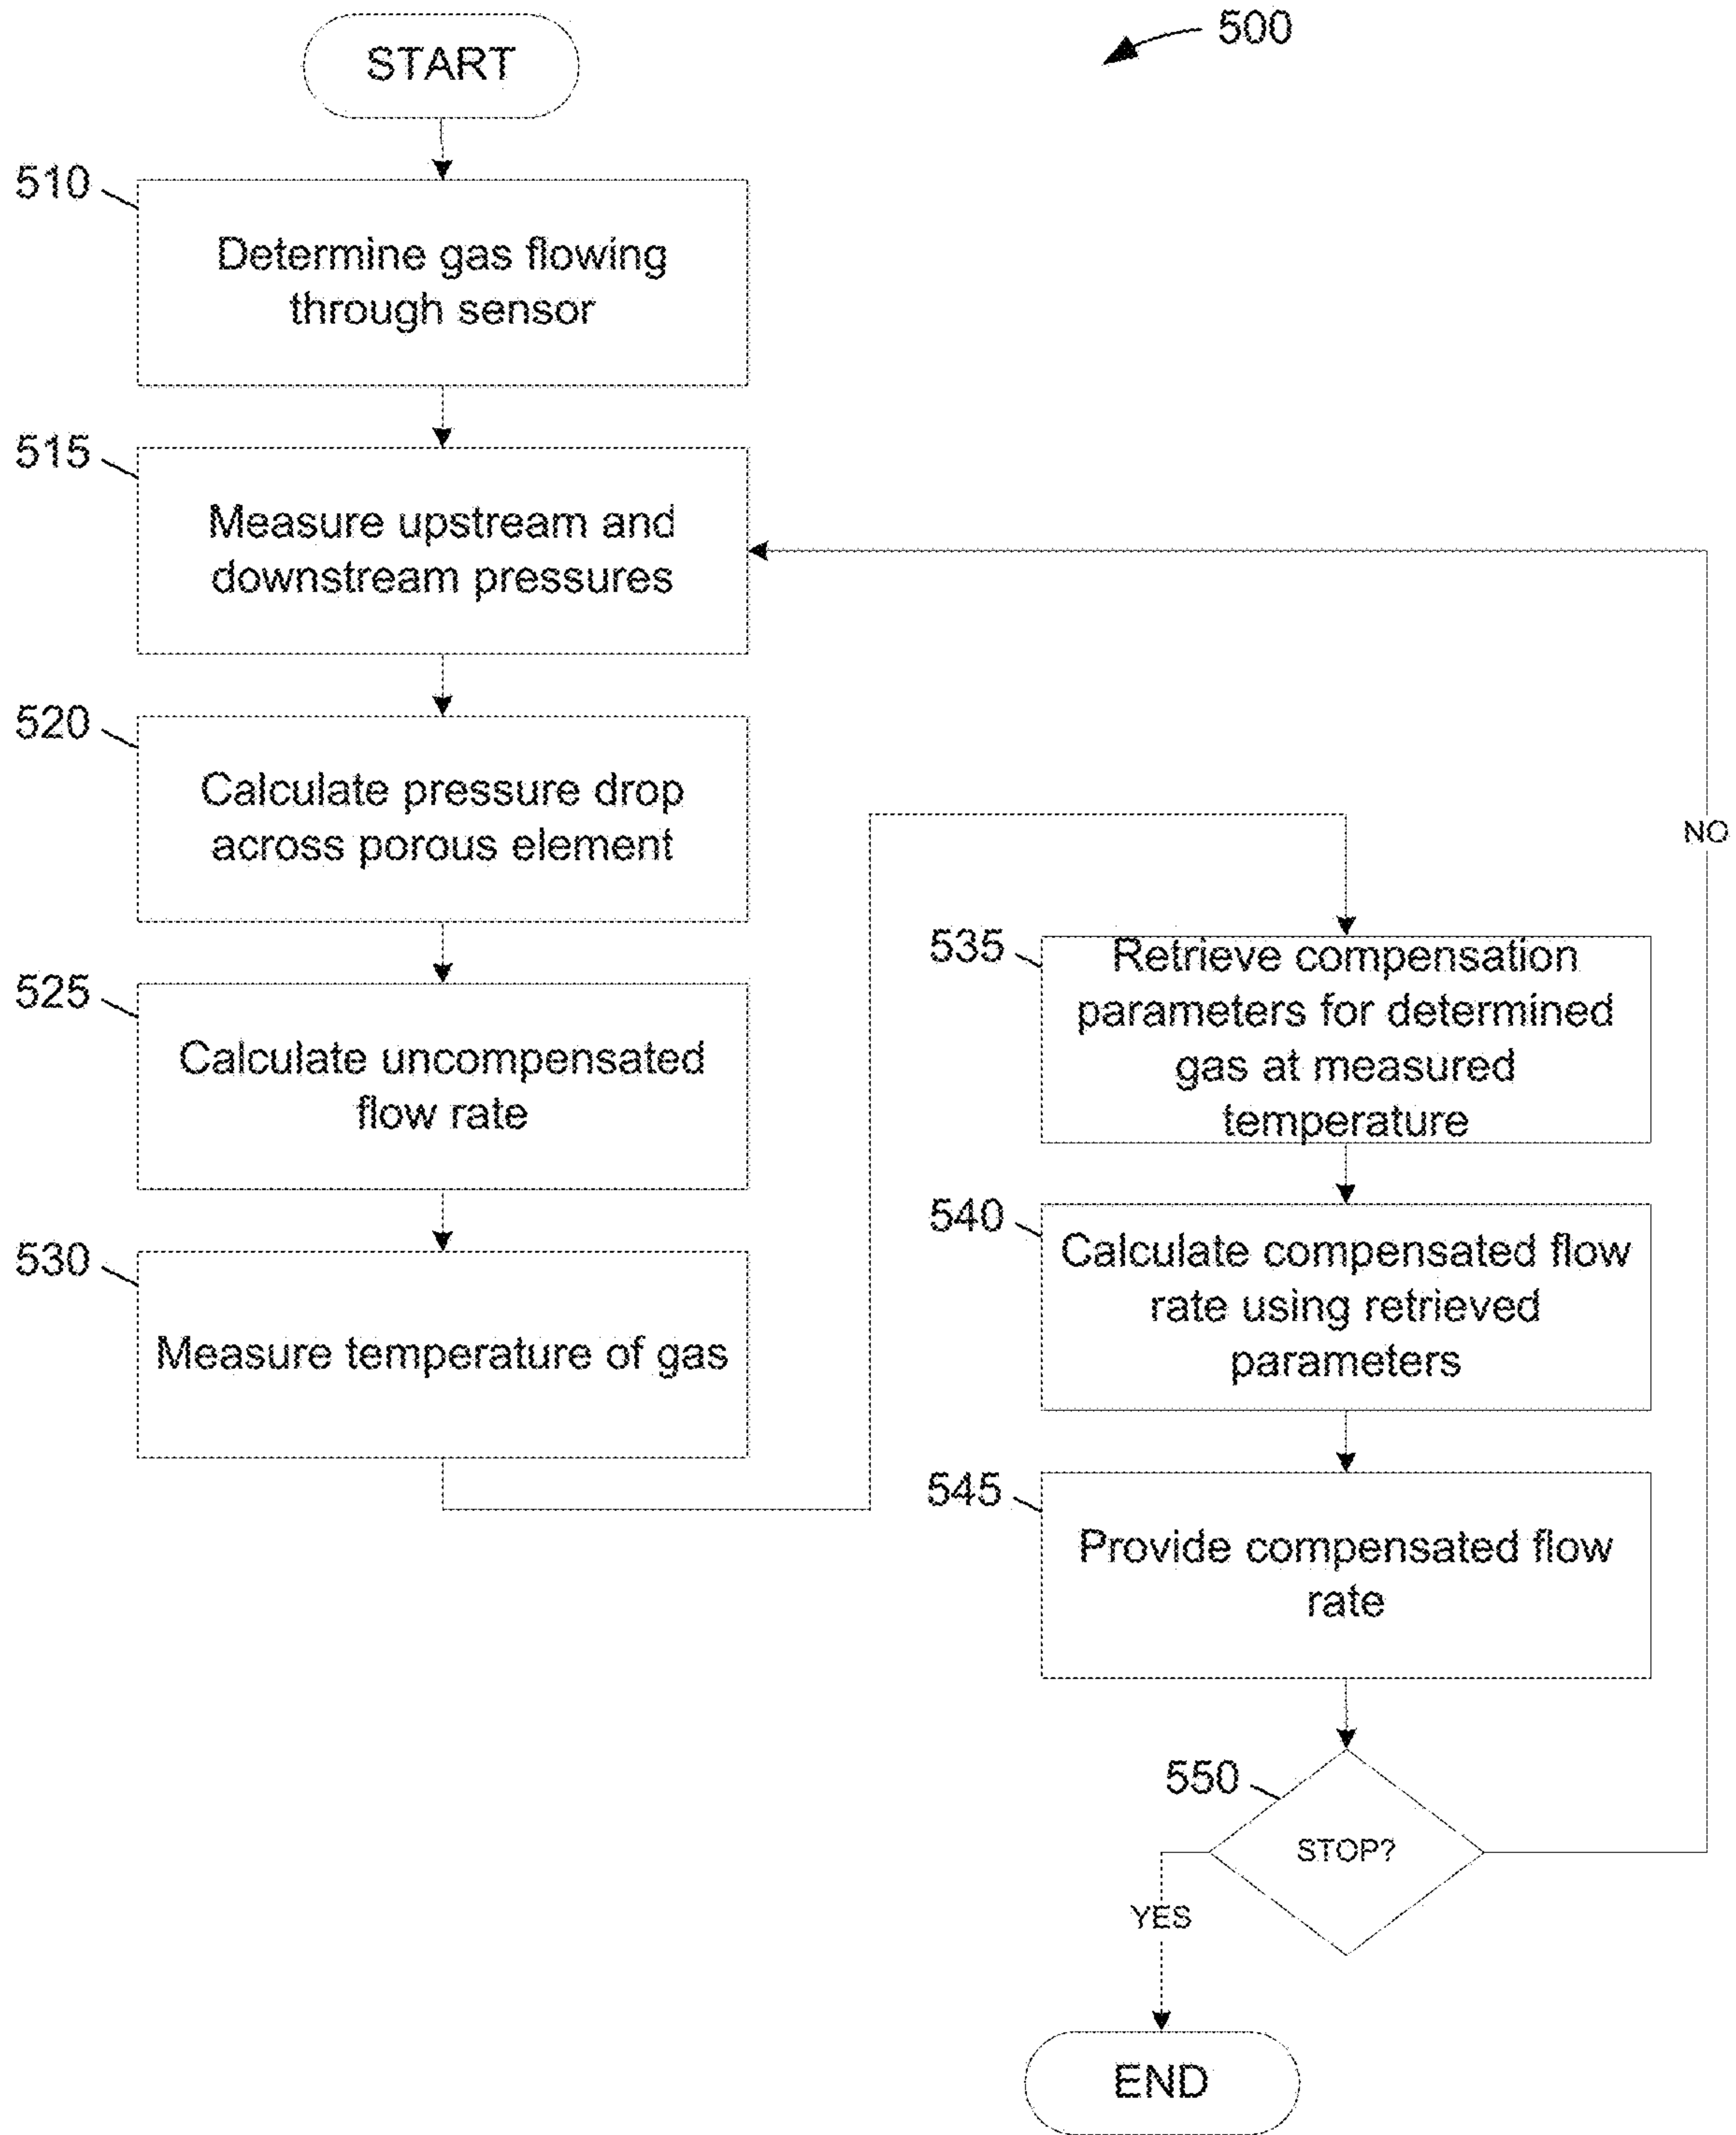 500
START
510
Determine gas flowing
through sensor
515
Measure upstream and
downstream pressures
520
Calculate pressure drop
across porous element
525
Calculate uncompensated
flow rate
530
Measure temperature of gas
535
Retrieve compensation
parameters for determined
gas at measured
temperature
540
Calculate compensated flow
rate using retrieved
parameters
545
Provide compensated flow
rate
550
STOP?
NO
YES
END